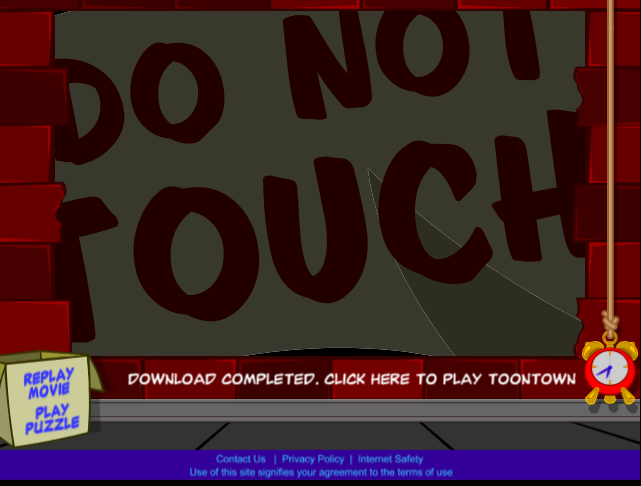 DO NOT
TOUCH
REPLAY
MOVIE
PLAY
PUZZLE
DOWNLOAD COMPLETED. CLICK HERE TO PLAY TOONTOWN
Contact Us | Privacy Policy | Internet Safety
Use of this site signifies your agreement to the terms of use